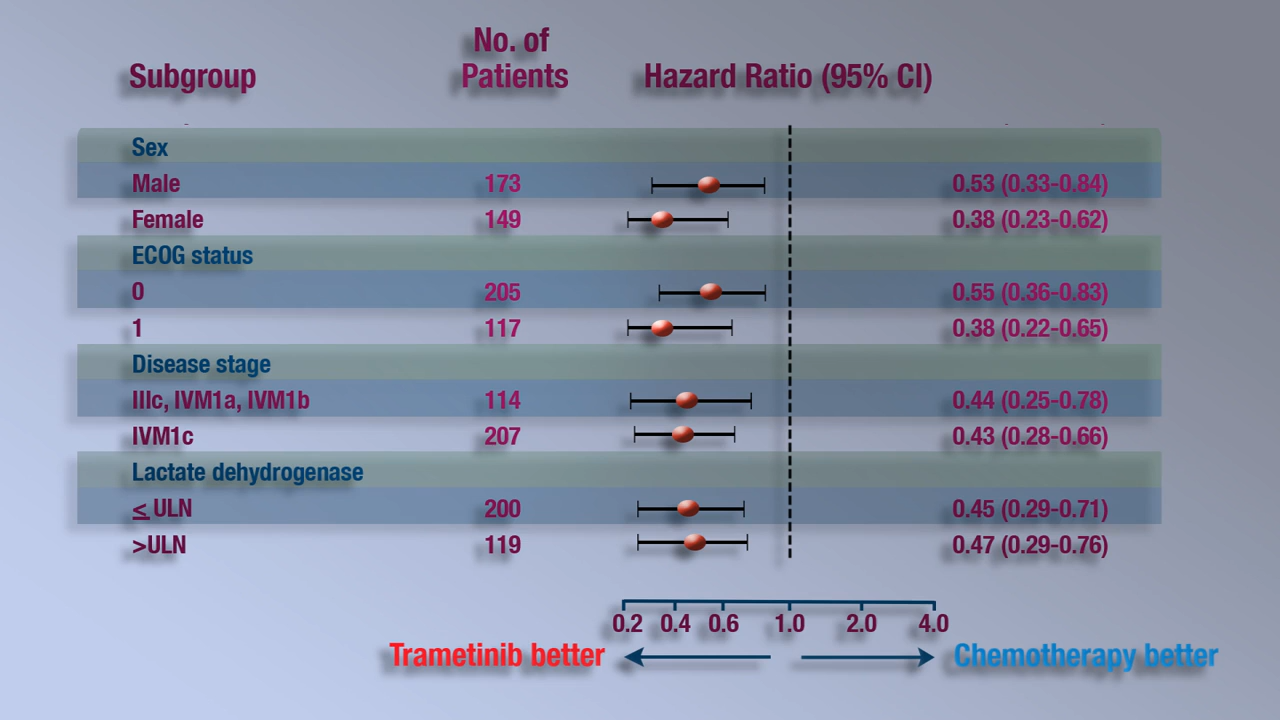 No. of
Subgroup Patients Hazard Ratio (95% CI)
Sex
Male 173 0.53 (0.33-0.84)
Female 149 0.38 (0.23-0.62)
ECOG status
0 205 0.55 (0.36-0.83)
1 117 0.38 (0.22-0.65)
Disease stage
IIIc, IVM1a, IVM1b 114 0.44 (0.25-0.78)
IVM1c 207 0.43 (0.28-0.66)
Lactate dehydrogenase
≤ ULN 200 0.45 (0.29-0.71)
>ULN 119 0.47 (0.29-0.76)
0.2 0.4 0.6 1.0 2.0 4.0
Trametinib better Chemotherapy better